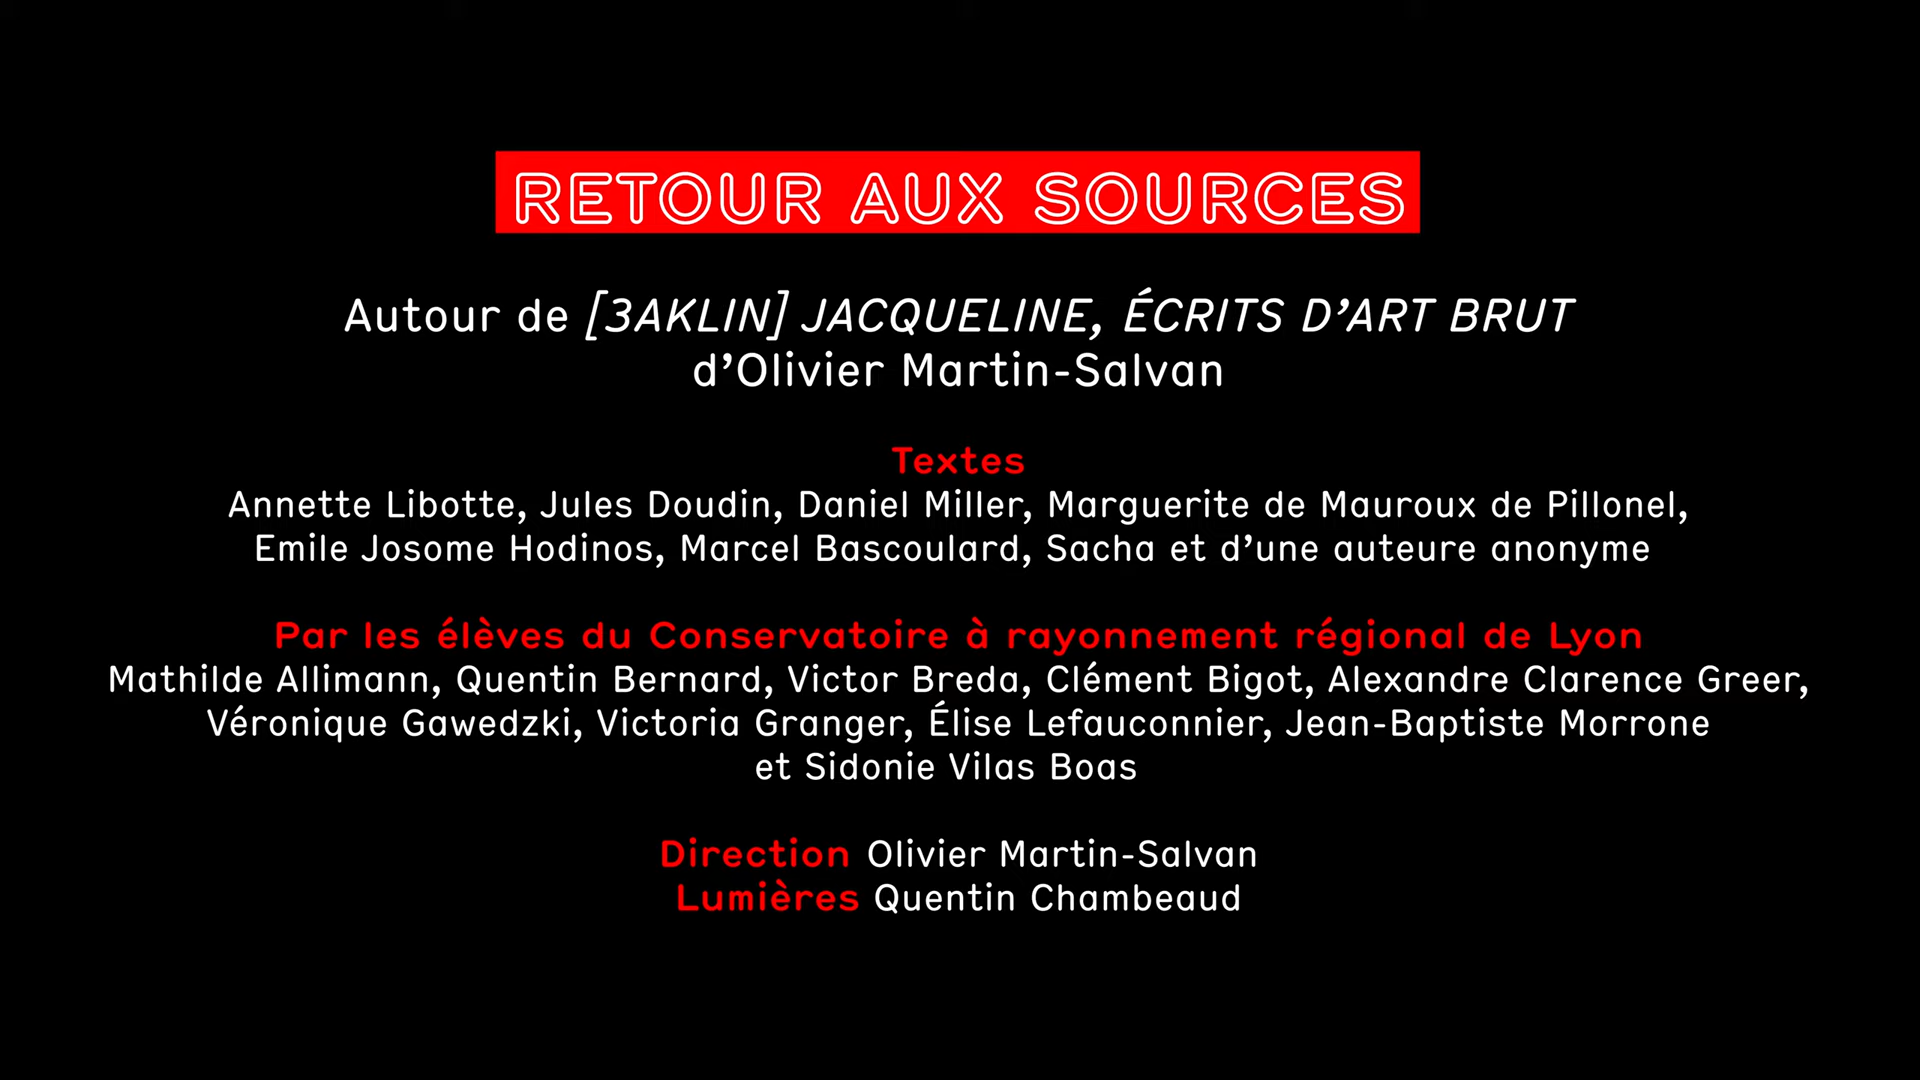 RETOUR AUX SOURCES
Autour de [3AKLIN] JACQUELINE, ÉCRITS D’ART BRUT
d’Olivier Martin-Salvan
Textes
Annette Libotte, Jules Doudin, Daniel Miller, Marguerite de Mauroux de Pillonel,
Emile Josome Hodinos, Marcel Bascoulard, Sacha et d’une auteure anonyme
Par les élèves du Conservatoire à rayonnement régional de Lyon
Mathilde Allimann, Quentin Bernard, Victor Breda, Clément Bigot, Alexandre Clarence Greer,
Véronique Gawedzki, Victoria Granger, Élise Lefauconnier, Jean-Baptiste Morrone
et Sidonie Vilas Boas
Direction Olivier Martin-Salvan
Lumières Quentin Chambeaud